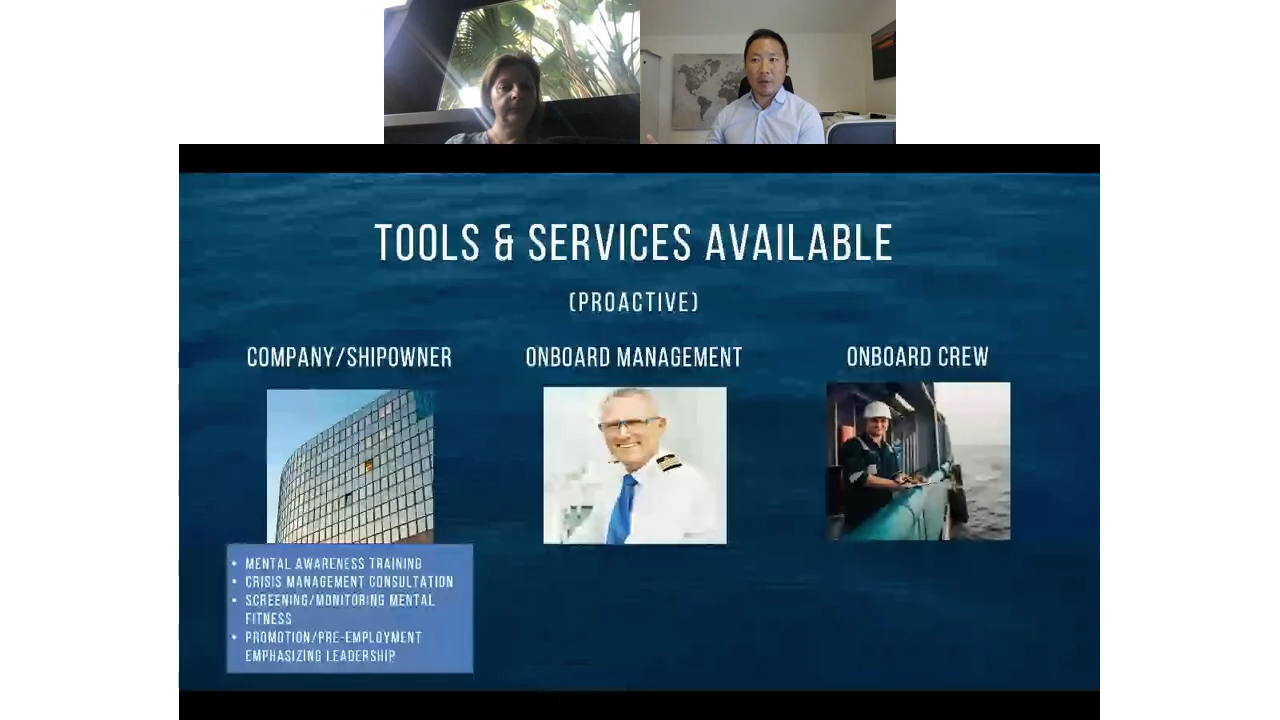 TOOLS & SERVICES AVAILABLE
(PROACTIVE)
COMPANY/SHIPOWNER
ONBOARD MANAGEMENT
ONBOARD CREW
• MENTAL AWARENESS TRAINING
• CRISIS MANAGEMENT CONSULTATION
• SCREENING/MONITORING MENTAL
FITNESS
• PROMOTION/PRE-EMPLOYMENT
EMPHASIZING LEADERSHIP